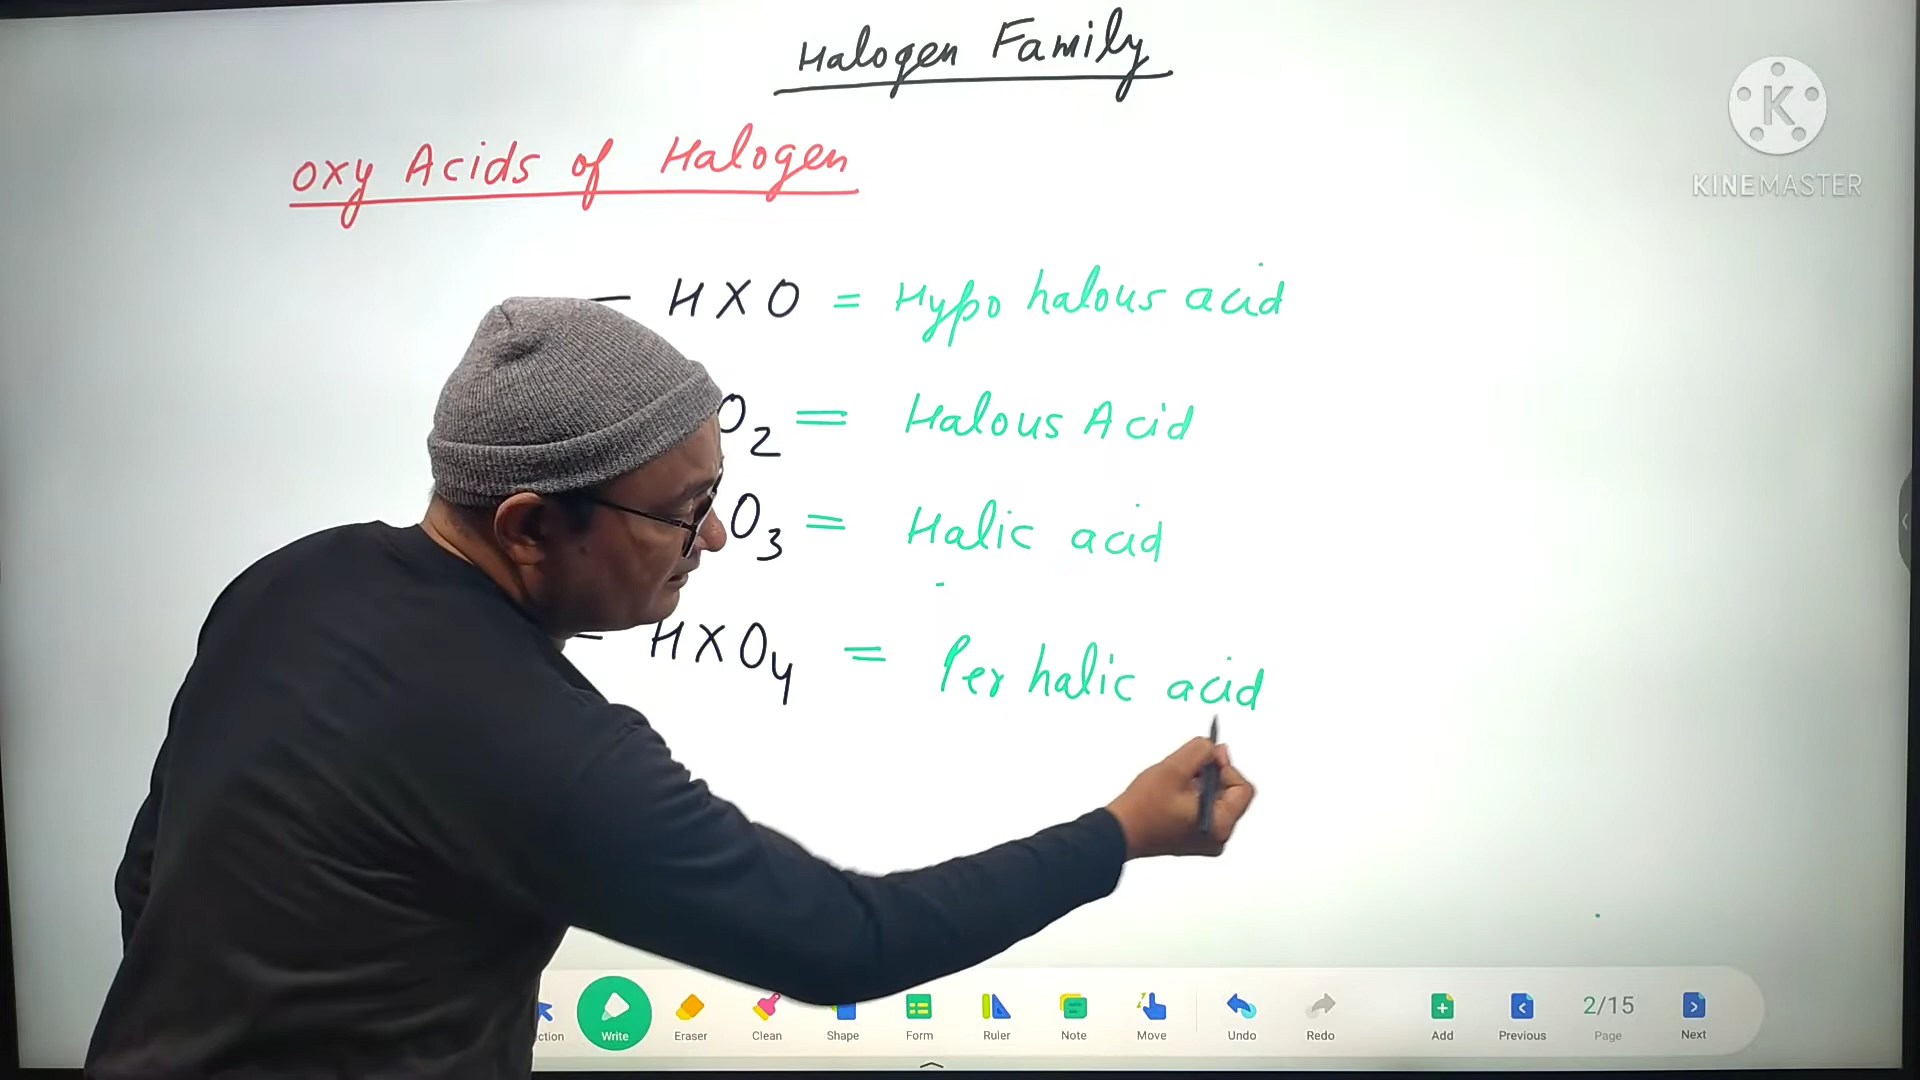 Halogen Family
K
KINEMASTER
oxy Acids of Halogen
– HXO = Hypo halous acid
O2 = Halous Acid
O3 = Halic acid
– HXO4 = Per halic acid
ction Write Eraser Clean Shape Form Ruler Note Move Undo Redo Add Previous 2/15 Page Next